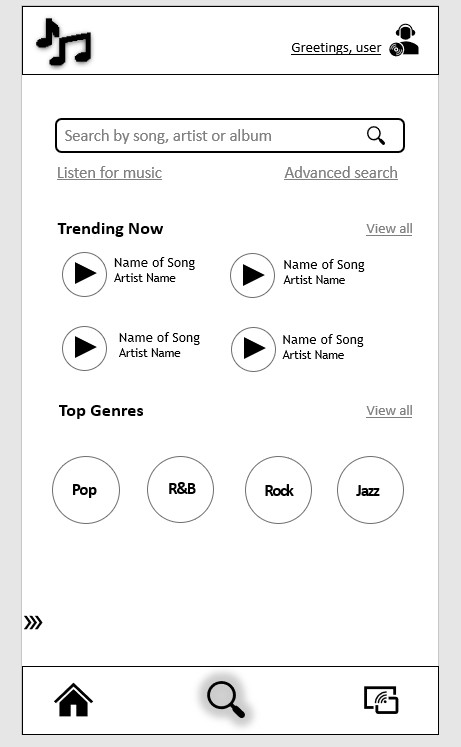 Greetings, user
Search by song, artist or album
Listen for music
Advanced search
Trending Now
View all
Name of Song
Artist Name
Name of Song
Artist Name
Name of Song
Artist Name
Name of Song
Artist Name
Top Genres
View all
Pop
R&B
Rock
Jazz